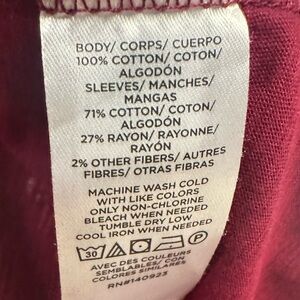 BODY/ CORPS/ CUERPO
100% COTTON/ COTON/
ALGODÓN
SLEEVES/ MANCHES/
MANGAS
71% COTTON/ COTON/
ALGODÓN
27% RAYON/ RAYONNE/
RAYÓN
2% OTHER FIBERS/ AUTRES
FIBRES/ OTRAS FIBRAS
MACHINE WASH COLD
WITH LIKE COLORS
ONLY NON-CHLORINE
BLEACH WHEN NEEDED
TUMBLE DRY LOW
COOL IRON WHEN NEEDED
30 P
AVEC DES COULEURS
SEMBLABLES/ CON
COLORES SIMILARES
RN#140923